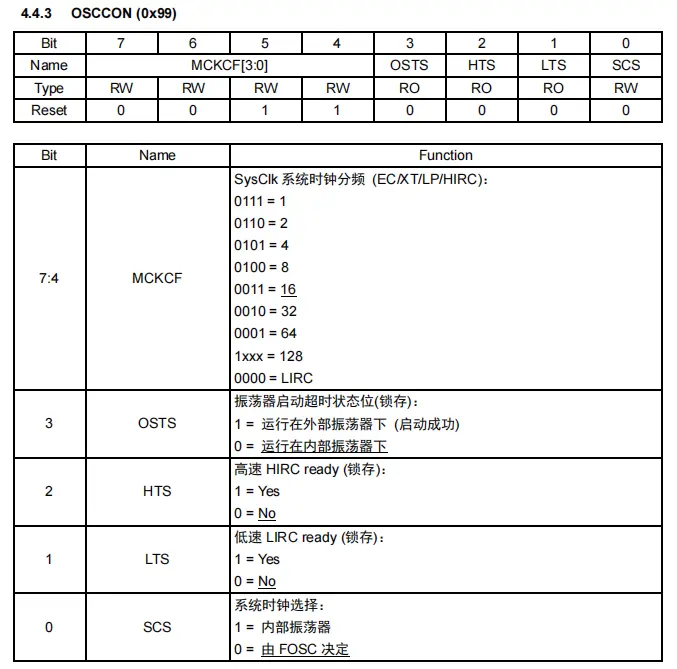 4.4.3 OSCCON (0x99)
Bit 7 6 5 4 3 2 1 0
Name MCKCF[3:0] OSTS HTS LTS SCS
Type RW RW RW RW RO RO RO RW
Reset 0 0 1 1 0 0 0 0
Bit Name Function
7:4 MCKCF
SysClk 系统时钟分频 (EC/XT/LP/HIRC):
0111 = 1
0110 = 2
0101 = 4
0100 = 8
0011 = 16
0010 = 32
0001 = 64
1xxx = 128
0000 = LIRC
3 OSTS
振荡器启动超时状态位(锁存):
1 = 运行在外部振荡器下 (启动成功)
0 = 运行在内部振荡器下
2 HTS
高速 HIRC ready (锁存):
1 = Yes
0 = No
1 LTS
低速 LIRC ready (锁存):
1 = Yes
0 = No
0 SCS
系统时钟选择:
1 = 内部振荡器
0 = 由 FOSC 决定